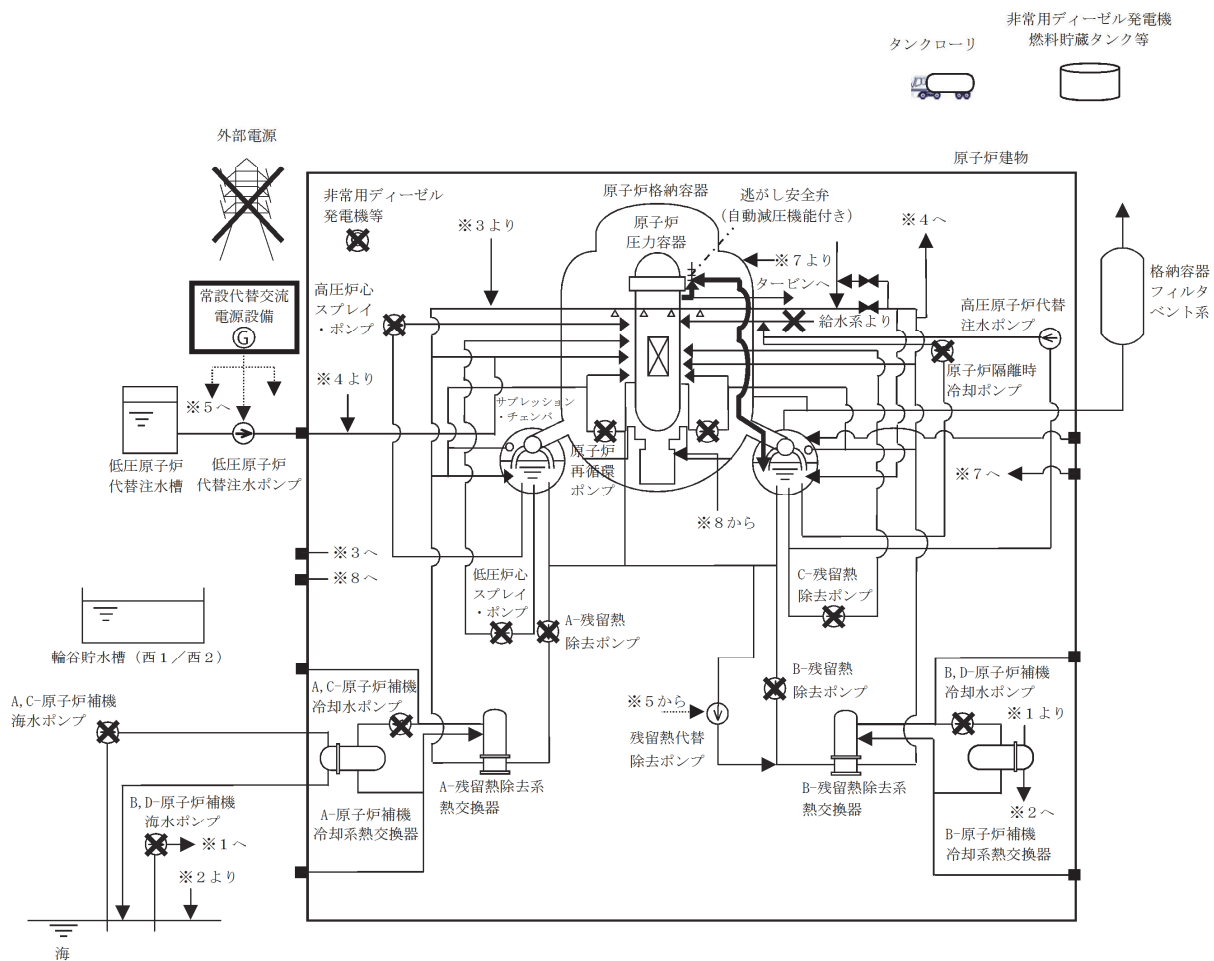 非常用ディーゼル発電機
燃料貯蔵タンク等
タンクローリ
外部電源
原子炉建物
非常用ディーゼル
発電機等
原子炉格納容器
原子炉
圧力容器
逃がし安全弁
(自動減圧機能付き)
※3より
※4へ
※7より
タービンへ
格納容器
フィルタ
ベント系
常設代替交流
電源設備
G
高圧炉心
スプレイ
・ポンプ
給水系より
高圧原子炉代替
注水ポンプ
原子炉隔離時
冷却ポンプ
※4より
※5へ
サプレッション
・チェンバ
低圧原子炉
代替注水槽
低圧原子炉
代替注水ポンプ
原子炉
再循環
ポンプ
※7へ
※8から
※3へ
※8へ
低圧炉心
スプレイ
・ポンプ
C-残留熱
除去ポンプ
A-残留熱
除去ポンプ
輪谷貯水槽(西1/西2)
A,C-原子炉補機
海水ポンプ
A,C-原子炉補機
冷却水ポンプ
B-残留熱
除去ポンプ
B,D-原子炉補機
冷却水ポンプ
※5から
※1より
残留熱代替
除去ポンプ
A-残留熱除去系
熱交換器
B-残留熱除去系
熱交換器
B,D-原子炉補機
海水ポンプ
A-原子炉補機
冷却系熱交換器
※2へ
B-原子炉補機
冷却系熱交換器
※1へ
※2より
海